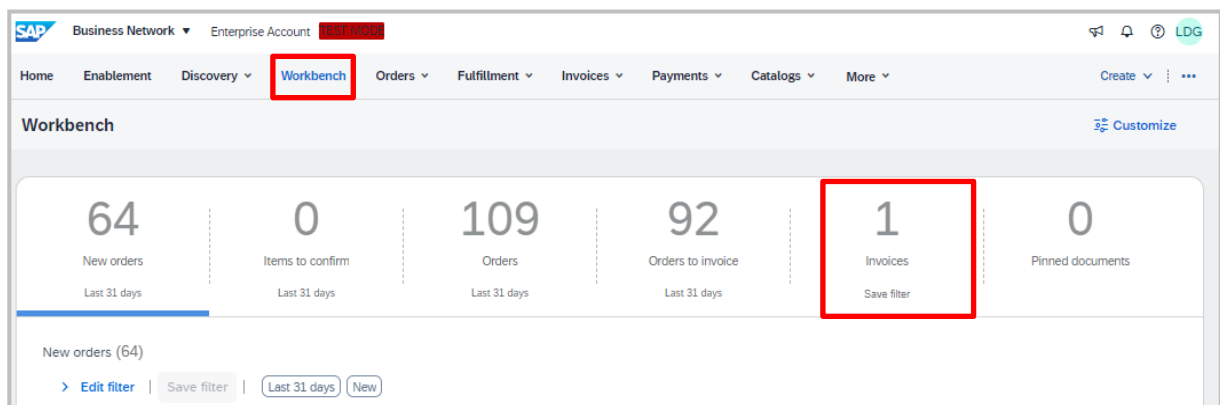 SAP Business Network Enterprise Account TEST MODE LDG
Home Enablement Discovery Workbench Orders Fulfillment Invoices Payments Catalogs More Create
Workbench Customize
64 0 109 92 1 0
New orders Items to confirm Orders Orders to invoice Invoices Pinned documents
Last 31 days Last 31 days Last 31 days Last 31 days Save filter
New orders (64)
Edit filter | Save filter | Last 31 days New